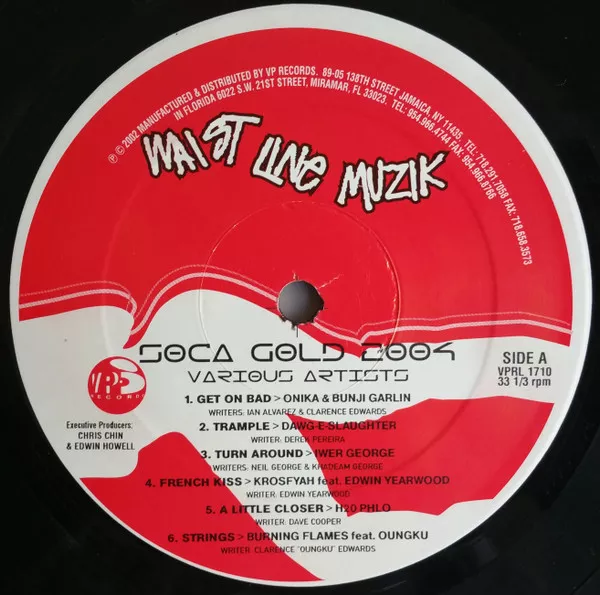 ℗ © 2002 MANUFACTURED & DISTRIBUTED BY VP RECORDS. 89-05 138TH STREET JAMAICA, NY 11435. TEL: 718.291.7058 FAX: 718.658.3573
IN FLORIDA 6022 S.W. 21ST STREET, MIRAMAR, FL 33023. TEL: 954.966.4744 FAX: 954.966.8766
WAIST LINE MUZIK
SOCA GOLD 2004
VARIOUS ARTISTS
SIDE A
VPRL 1710
33 1/3 rpm
VP
RECORDS
Executive Producers:
CHRIS CHIN
& EDWIN HOWELL
1. GET ON BAD > ONIKA & BUNJI GARLIN
WRITERS: IAN ALVAREZ & CLARENCE EDWARDS
2. TRAMPLE > DAWG-E-SLAUGHTER
WRITER: DEREK PEREIRA
3. TURN AROUND > IWER GEORGE
WRITERS: NEIL GEORGE & KHADEAM GEORGE
4. FRENCH KISS > KROSFYAH feat. EDWIN YEARWOOD
WRITER: EDWIN YEARWOOD
5. A LITTLE CLOSER > H20 PHLO
WRITER: DAVE COOPER
6. STRINGS > BURNING FLAMES feat. OUNGKU
WRITER: CLARENCE "OUNGKU" EDWARDS